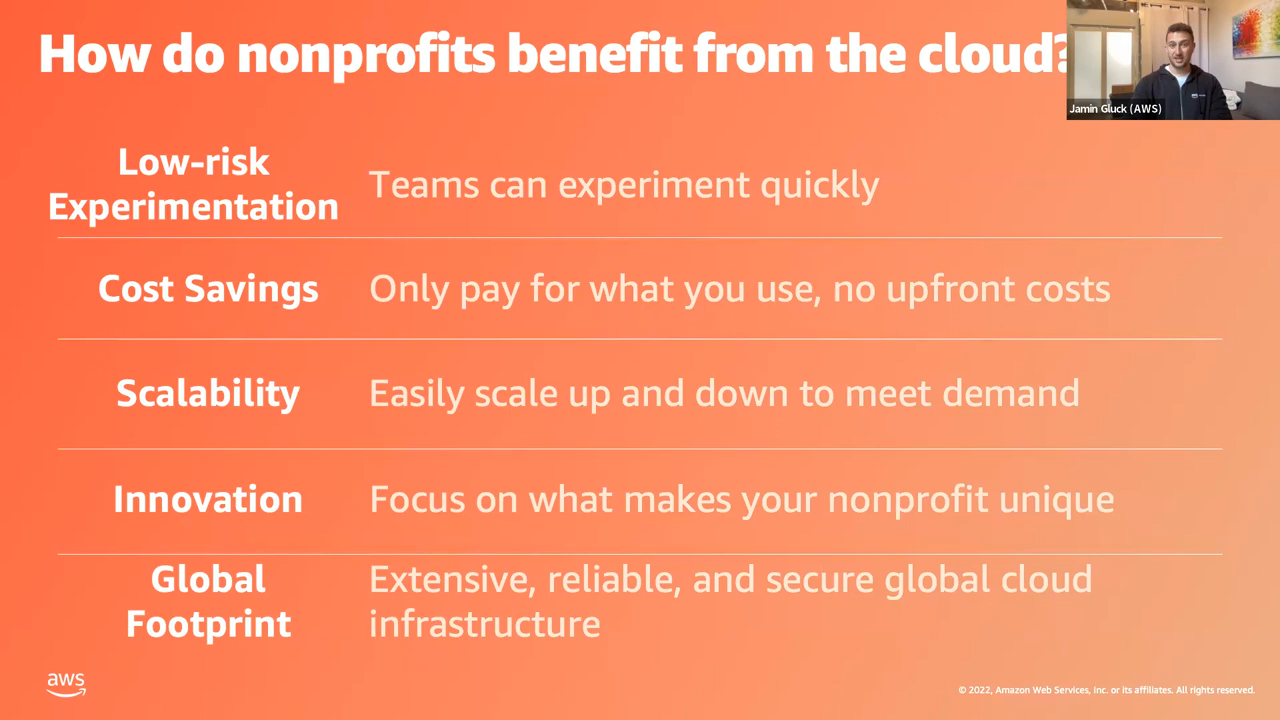 How do nonprofits benefit from the cloud?
Jamin Gluck (AWS)
Low-risk
Experimentation
Teams can experiment quickly
Cost Savings
Only pay for what you use, no upfront costs
Scalability
Easily scale up and down to meet demand
Innovation
Focus on what makes your nonprofit unique
Global
Footprint
Extensive, reliable, and secure global cloud
infrastructure
aws
© 2022, Amazon Web Services, Inc. or its affiliates. All rights reserved.